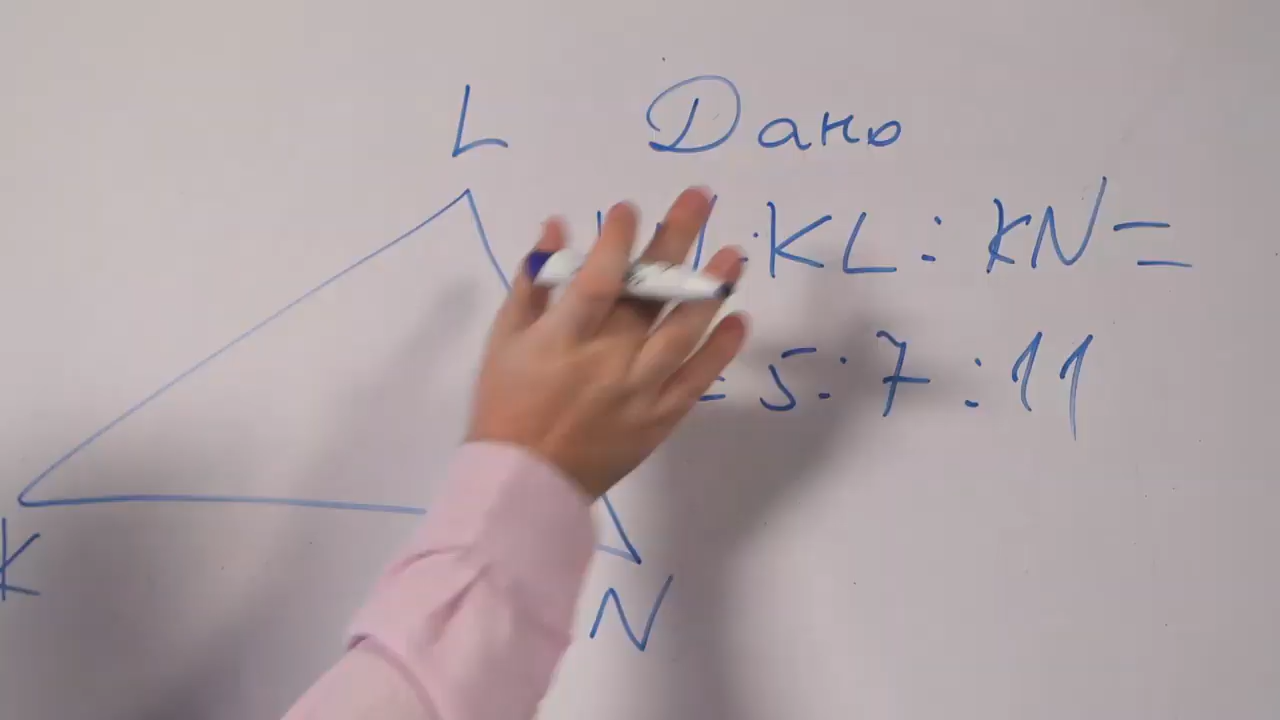 L Дано
:KL : KN =
= 5 : 7 : 11
K
N